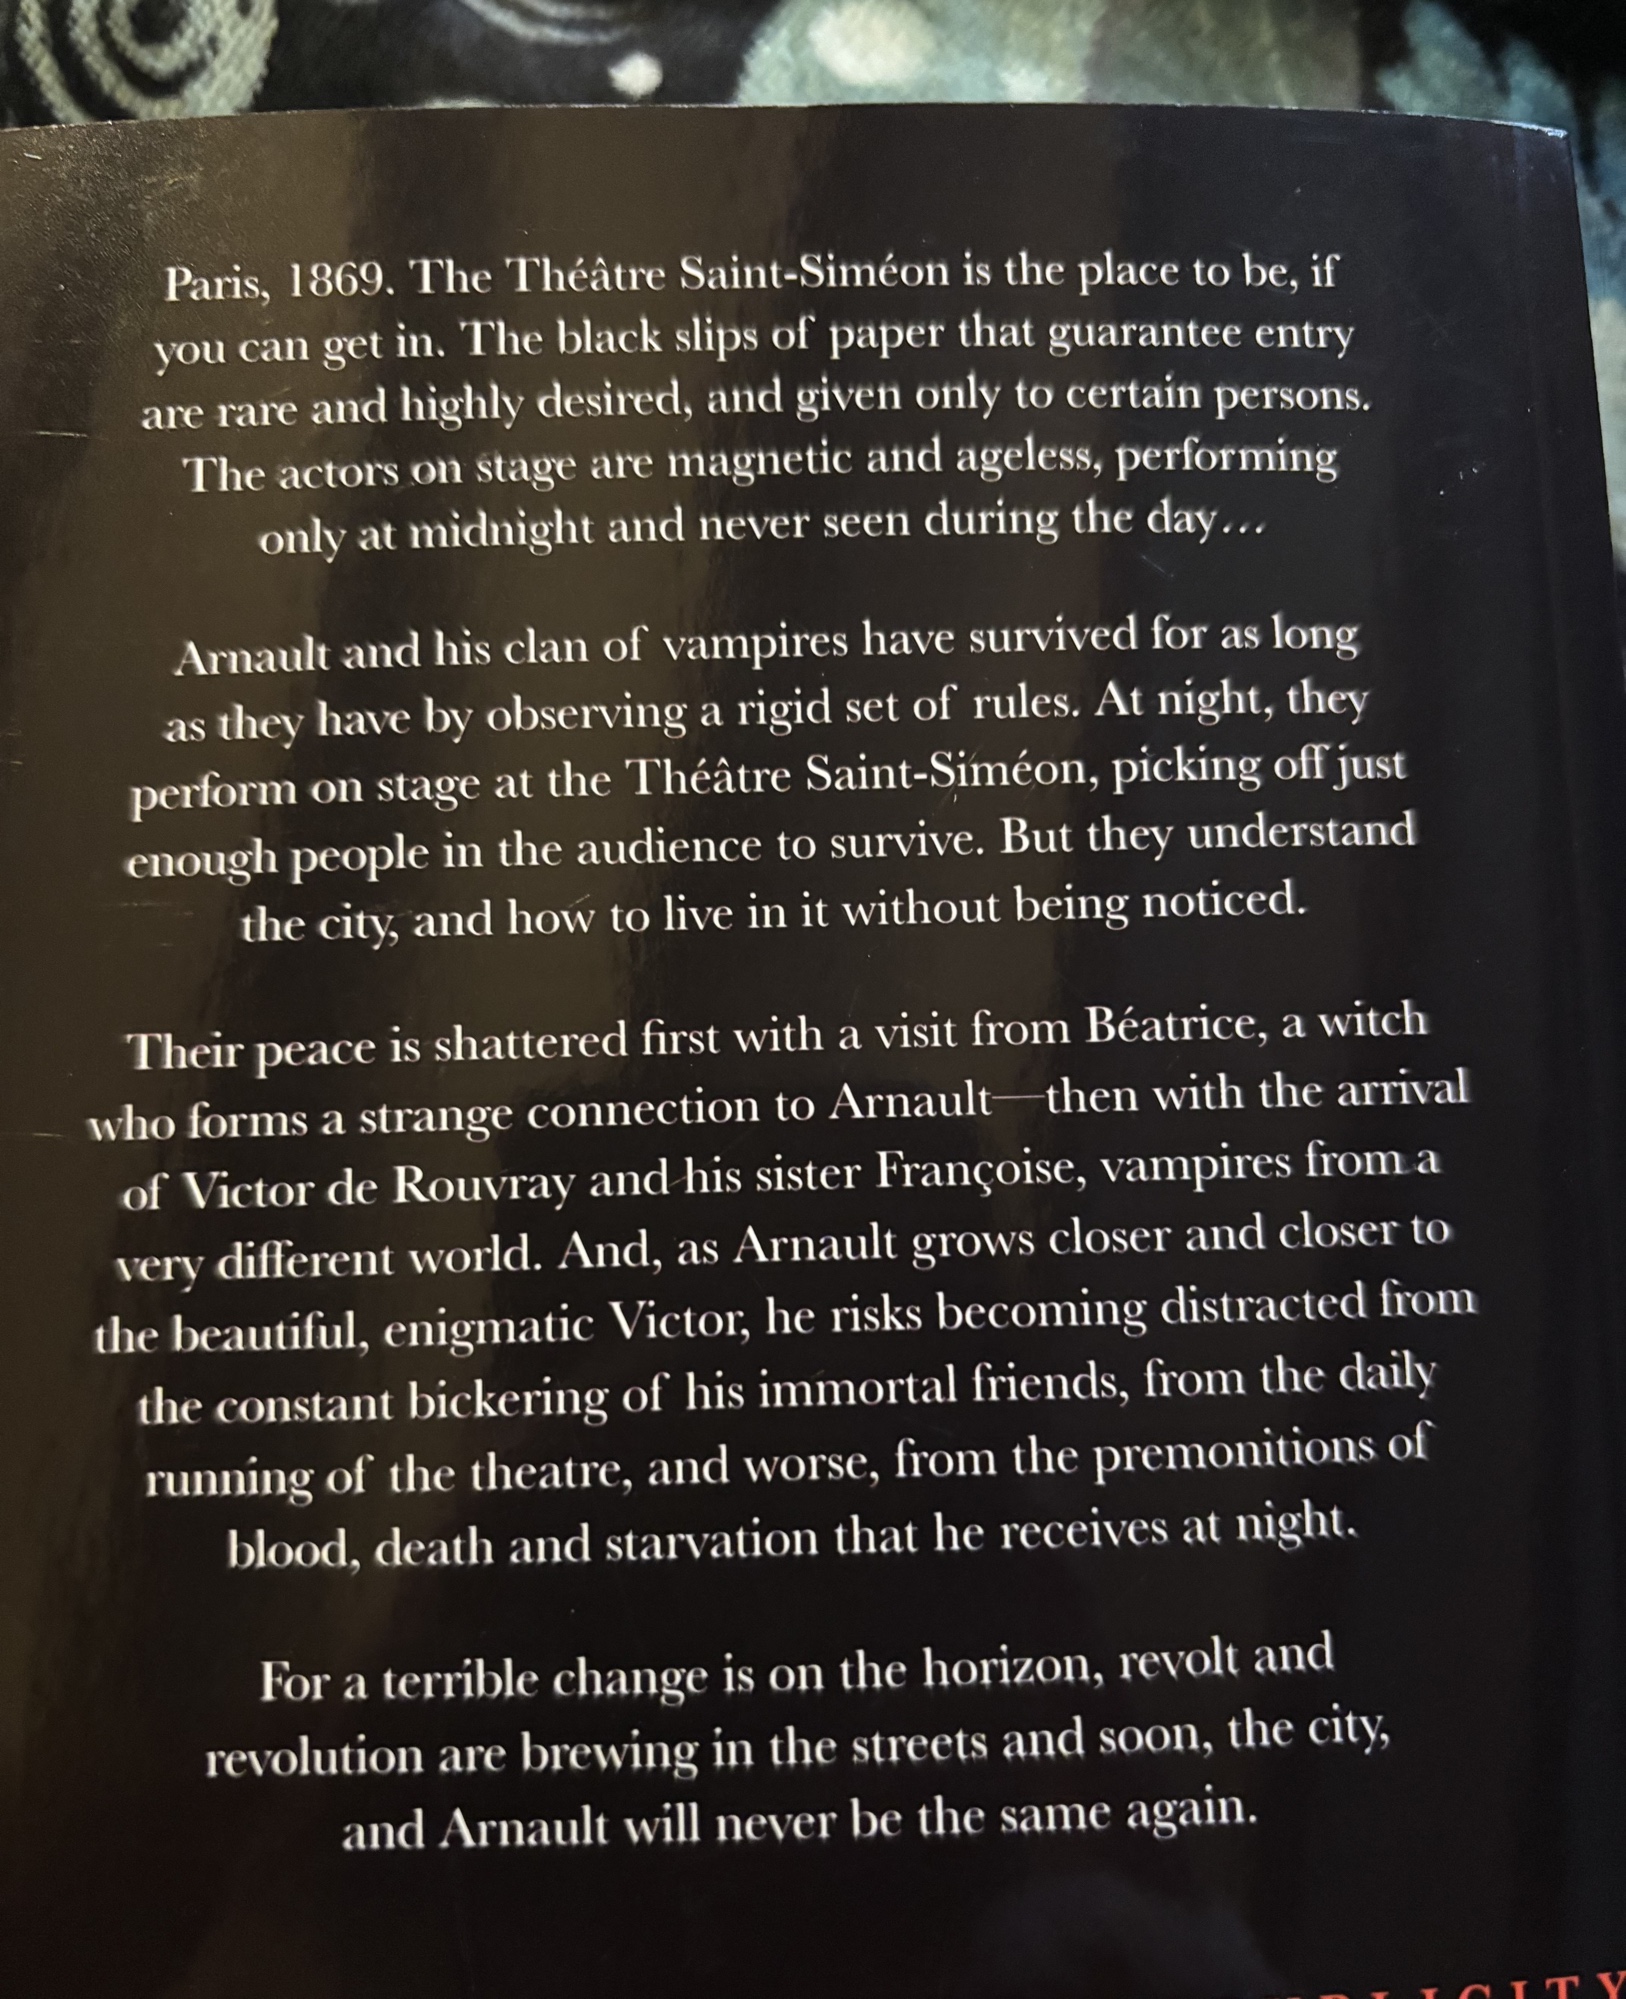 Paris, 1869. The Théâtre Saint-Siméon is the place to be, if
you can get in. The black slips of paper that guarantee entry
are rare and highly desired, and given only to certain persons.
The actors on stage are magnetic and ageless, performing
only at midnight and never seen during the day...
Arnault and his clan of vampires have survived for as long
as they have by observing a rigid set of rules. At night, they
perform on stage at the Théâtre Saint-Siméon, picking off just
enough people in the audience to survive. But they understand
the city, and how to live in it without being noticed.
Their peace is shattered first with a visit from Béatrice, a witch
who forms a strange connection to Arnault—then with the arrival
of Victor de Rouvray and his sister Françoise, vampires from a
very different world. And, as Arnault grows closer and closer to
the beautiful, enigmatic Victor, he risks becoming distracted from
the constant bickering of his immortal friends, from the daily
running of the theatre, and worse, from the premonitions of
blood, death and starvation that he receives at night.
For a terrible change is on the horizon, revolt and
revolution are brewing in the streets and soon, the city,
and Arnault will never be the same again.